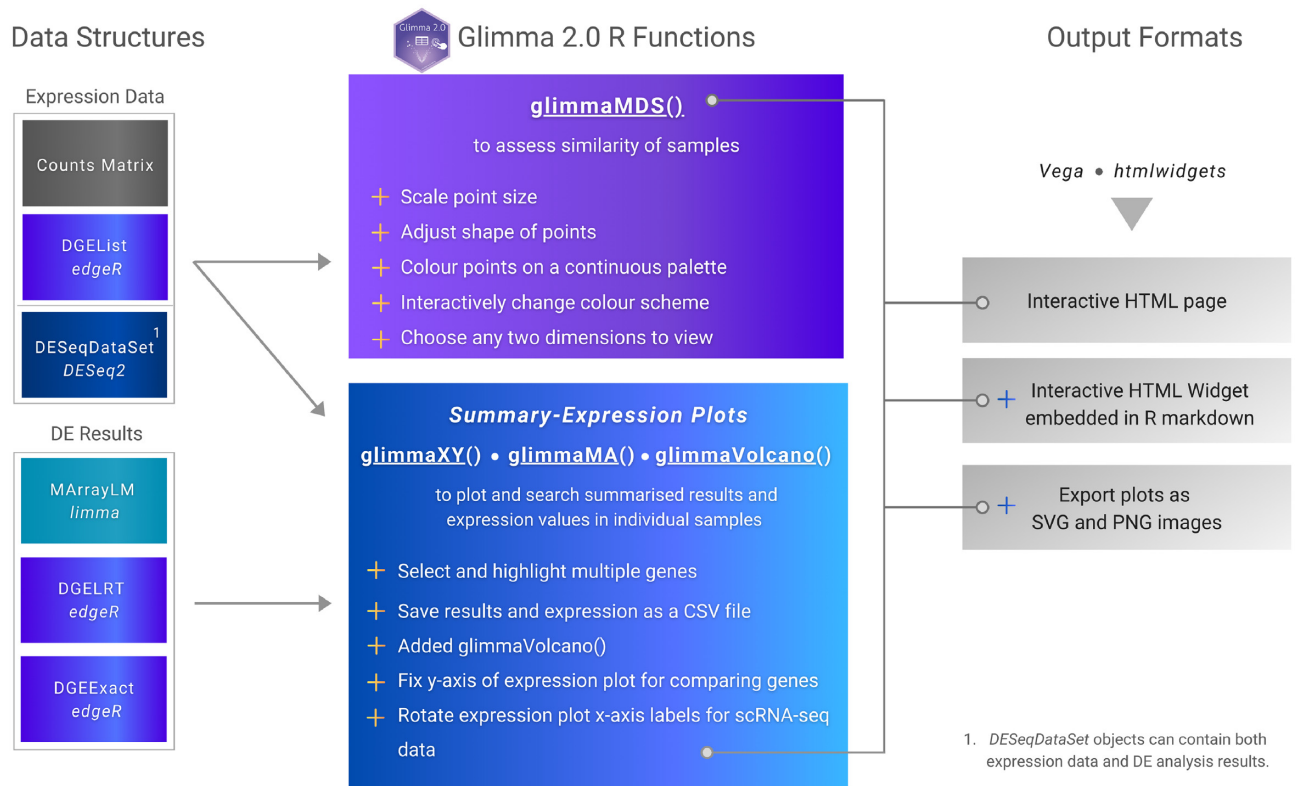 Data Structures
Glimma 2.0
Glimma 2.0 R Functions
Output Formats
Expression Data
Counts Matrix
DGEList
edgeR
DESeqDataSet 1
DESeq2
DE Results
MArrayLM
limma
DGELRT
edgeR
DGEExact
edgeR
glimmaMDS()
to assess similarity of samples
+ Scale point size
+ Adjust shape of points
+ Colour points on a continuous palette
+ Interactively change colour scheme
+ Choose any two dimensions to view
Summary-Expression Plots
glimmaXY() • glimmaMA() • glimmaVolcano()
to plot and search summarised results and
expression values in individual samples
+ Select and highlight multiple genes
+ Save results and expression as a CSV file
+ Added glimmaVolcano()
+ Fix y-axis of expression plot for comparing genes
+ Rotate expression plot x-axis labels for scRNA-seq
data
Vega • htmlwidgets
Interactive HTML page
+ Interactive HTML Widget
embedded in R markdown
+ Export plots as
SVG and PNG images
1. DESeqDataSet objects can contain both
expression data and DE analysis results.